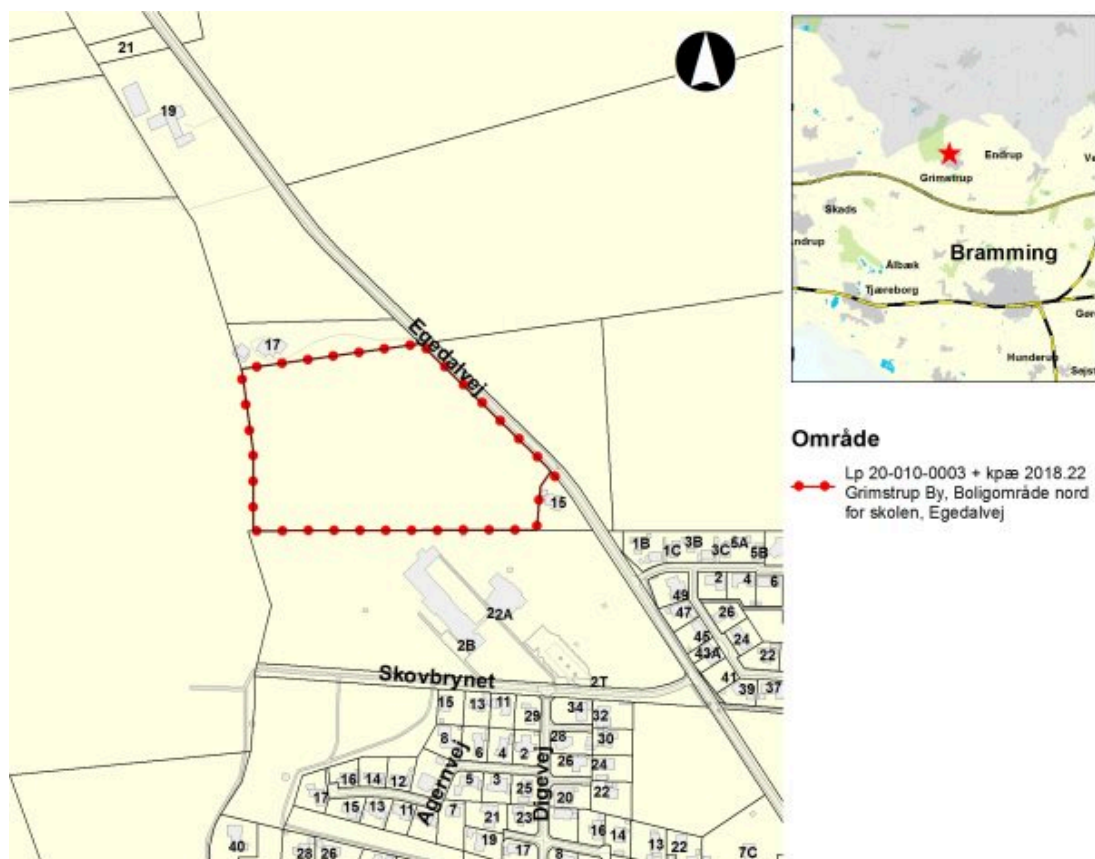 21
19
17
Egedalvej
15
1B
1C
3B
3C
5A
5B
2
4
6
49
47
45
43A
41
39
37
26
24
22
22A
2B
Skovbrynet
2T
15
13
11
29
34
32
8
6
4
2
28
30
Agernvej
Digevej
16
14
12
5
3
25
26
24
17
15
13
11
7
21
23
20
22
19
17
16
14
13
22
40
28
26
8
7C
Endrup
Grimstrup
Skads
Bramming
Ålbæk
Tjæreborg
Hunderup
Område
Lp 20-010-0003 + kpæ 2018.22
Grimstrup By, Boligområde nord
for skolen, Egedalvej